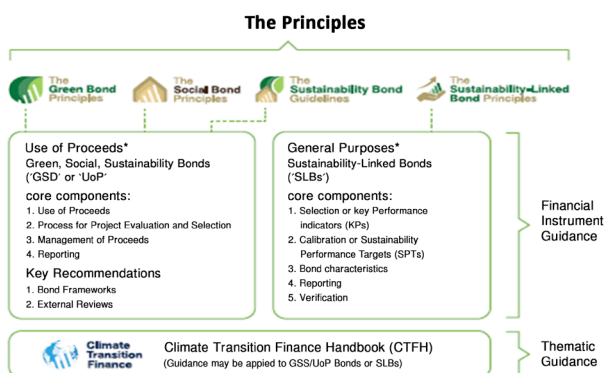 The Principles
The
Green Bond
Principles
The
Social Bond
Principles
The
Sustainability Bond
Guidelines
The
Sustainability-Linked
Bond Principles
Use of Proceeds*
Green, Social, Sustainability Bonds
('GSD' or 'UoP'
core components:
1. Use of Proceeds
2. Process for Project Evaluation and Selection
3. Management of Proceeds
4. Reporting
Key Recommendations
1. Bond Frameworks
2. External Reviews
General Purposes*
Sustainability-Linked Bonds
('SLBs')
core components:
1. Selection or key Performance
indicators (KPs)
2. Calibration or Sustainability
Performance Targets (SPTs)
3. Bond characteristics
4. Reporting
5. Verification
Financial
Instrument
Guidance
Climate
Transition
Finance
Climate Transition Finance Handbook (CTFH)
(Guidance may be appied to GSS/UoP Bonds or SLBs)
Thematic
Guidance